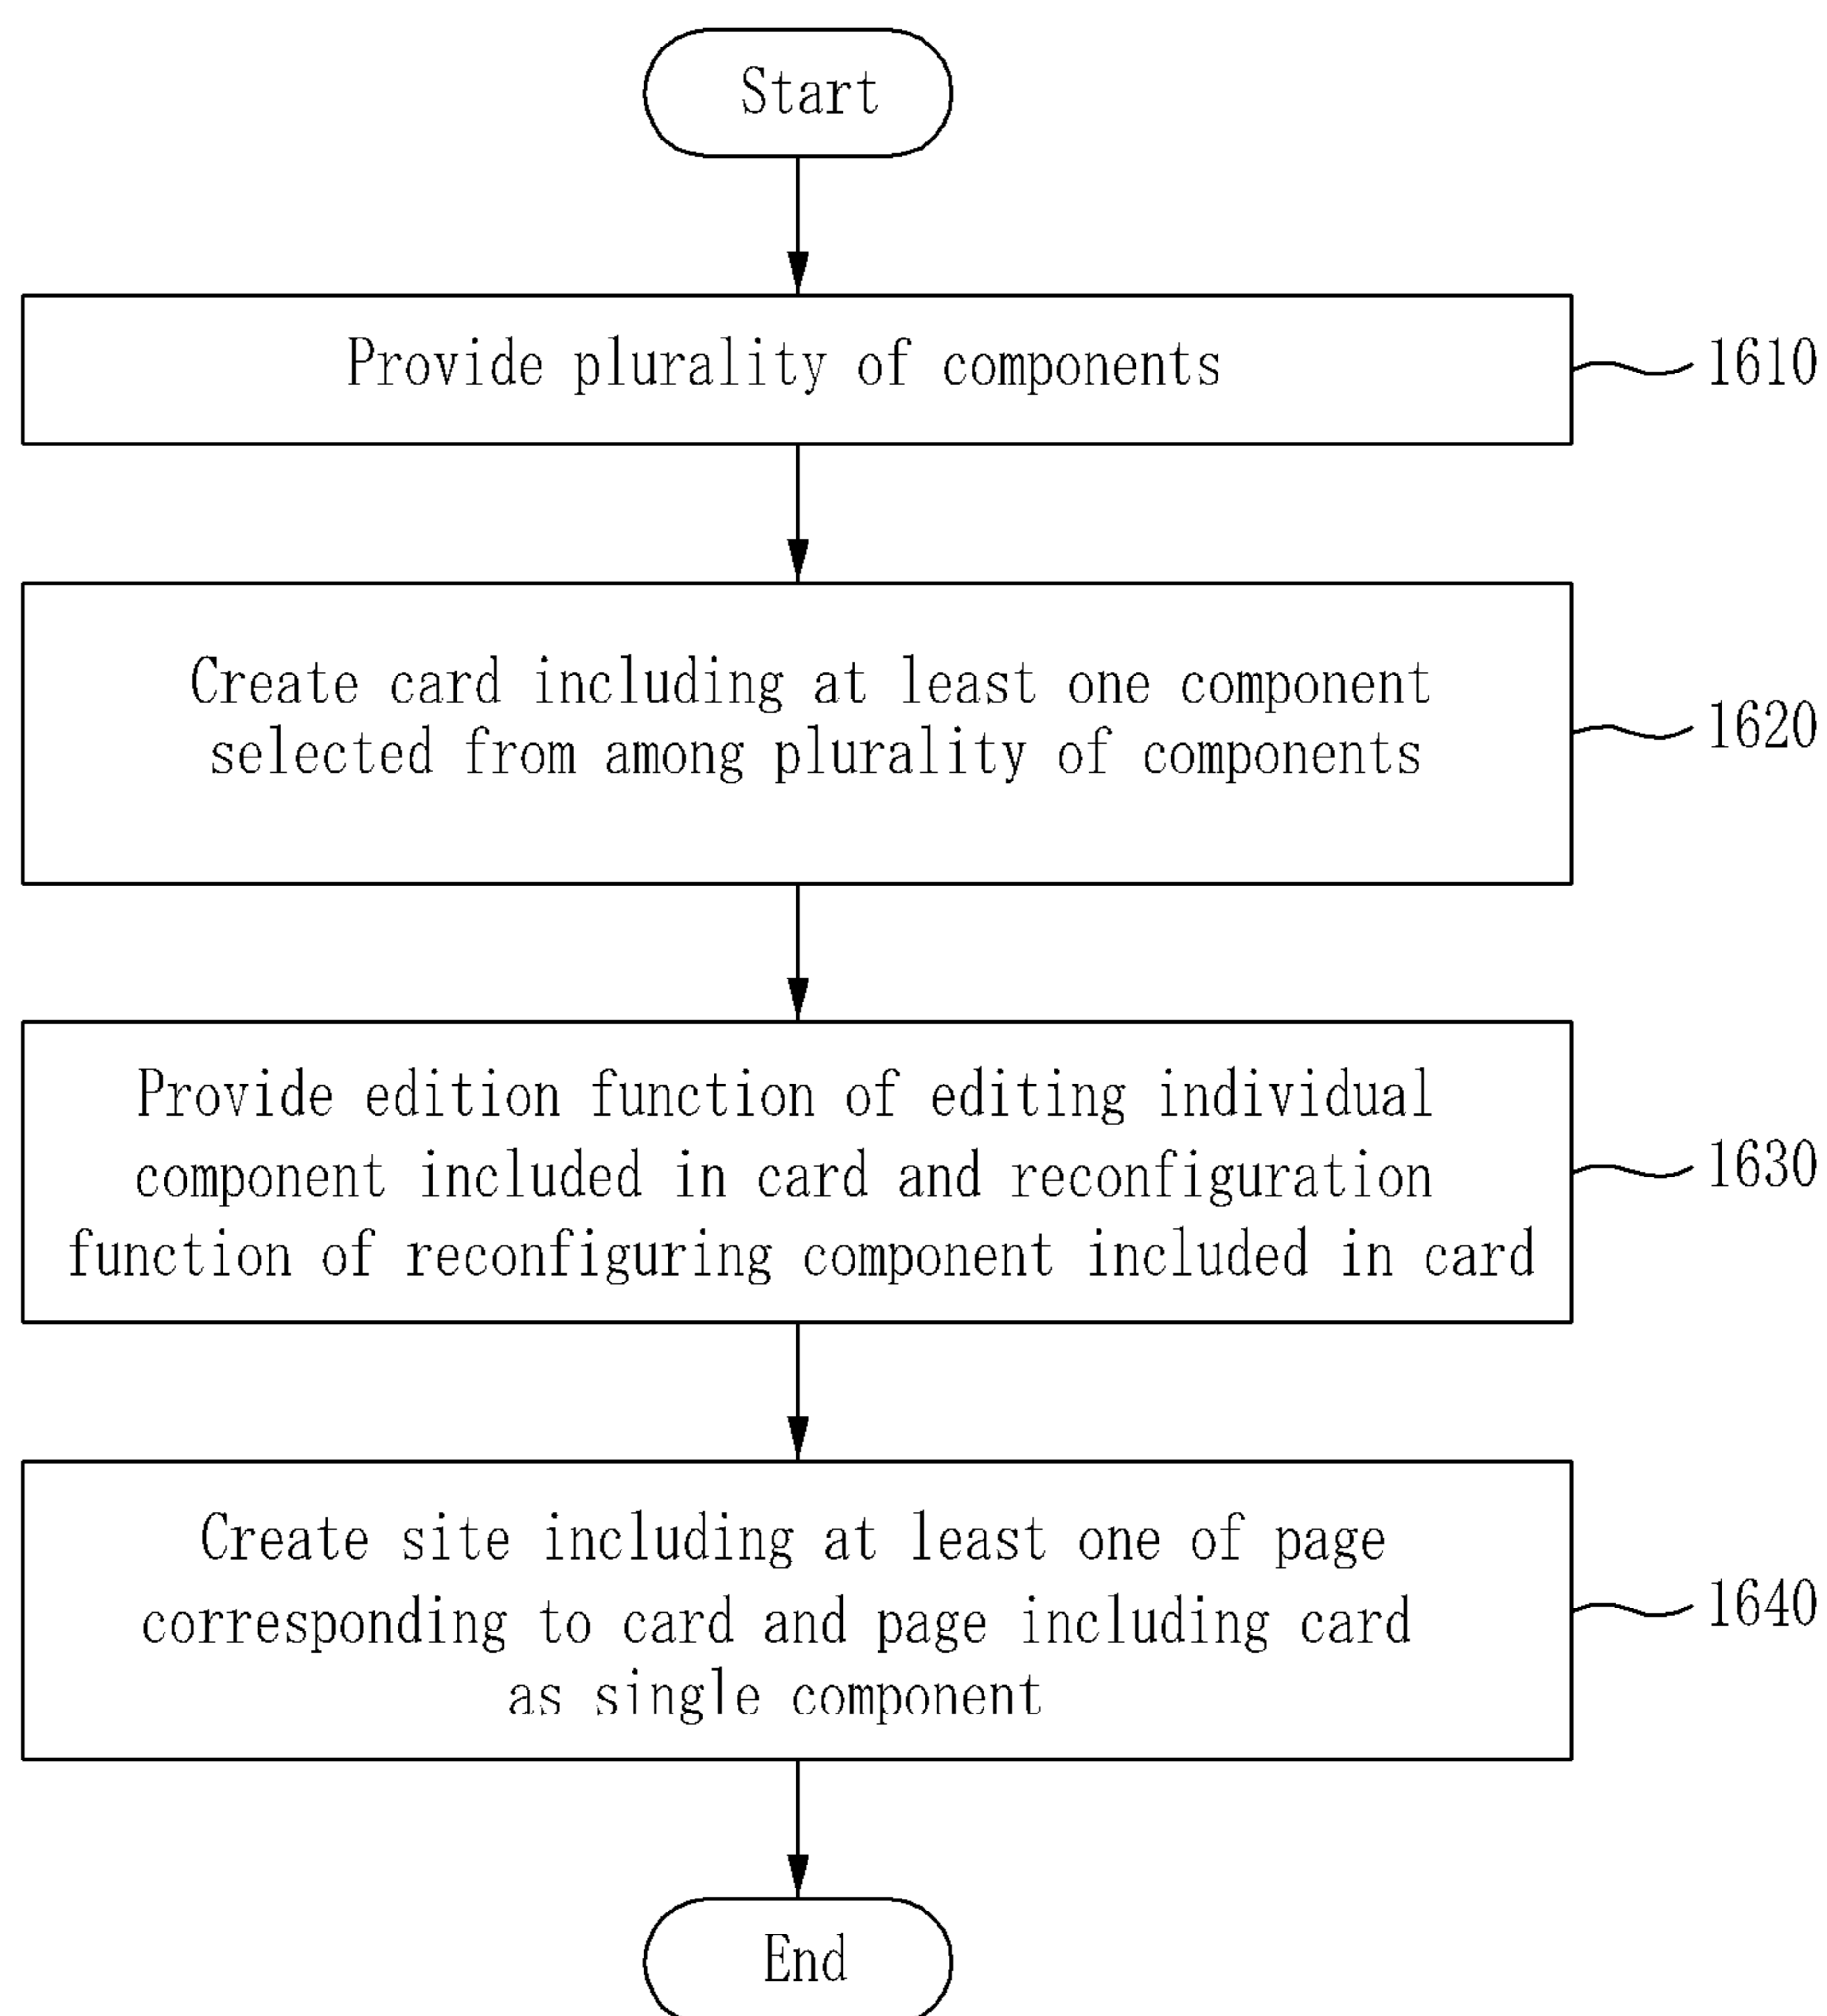 Start
Provide plurality of components
1610
Create card including at least one component
selected from among plurality of components
1620
Provide edition function of editing individual
component included in card and reconfiguration
function of reconfiguring component included in card
1630
Create site including at least one of page
corresponding to card and page including card
as single component
1640
End